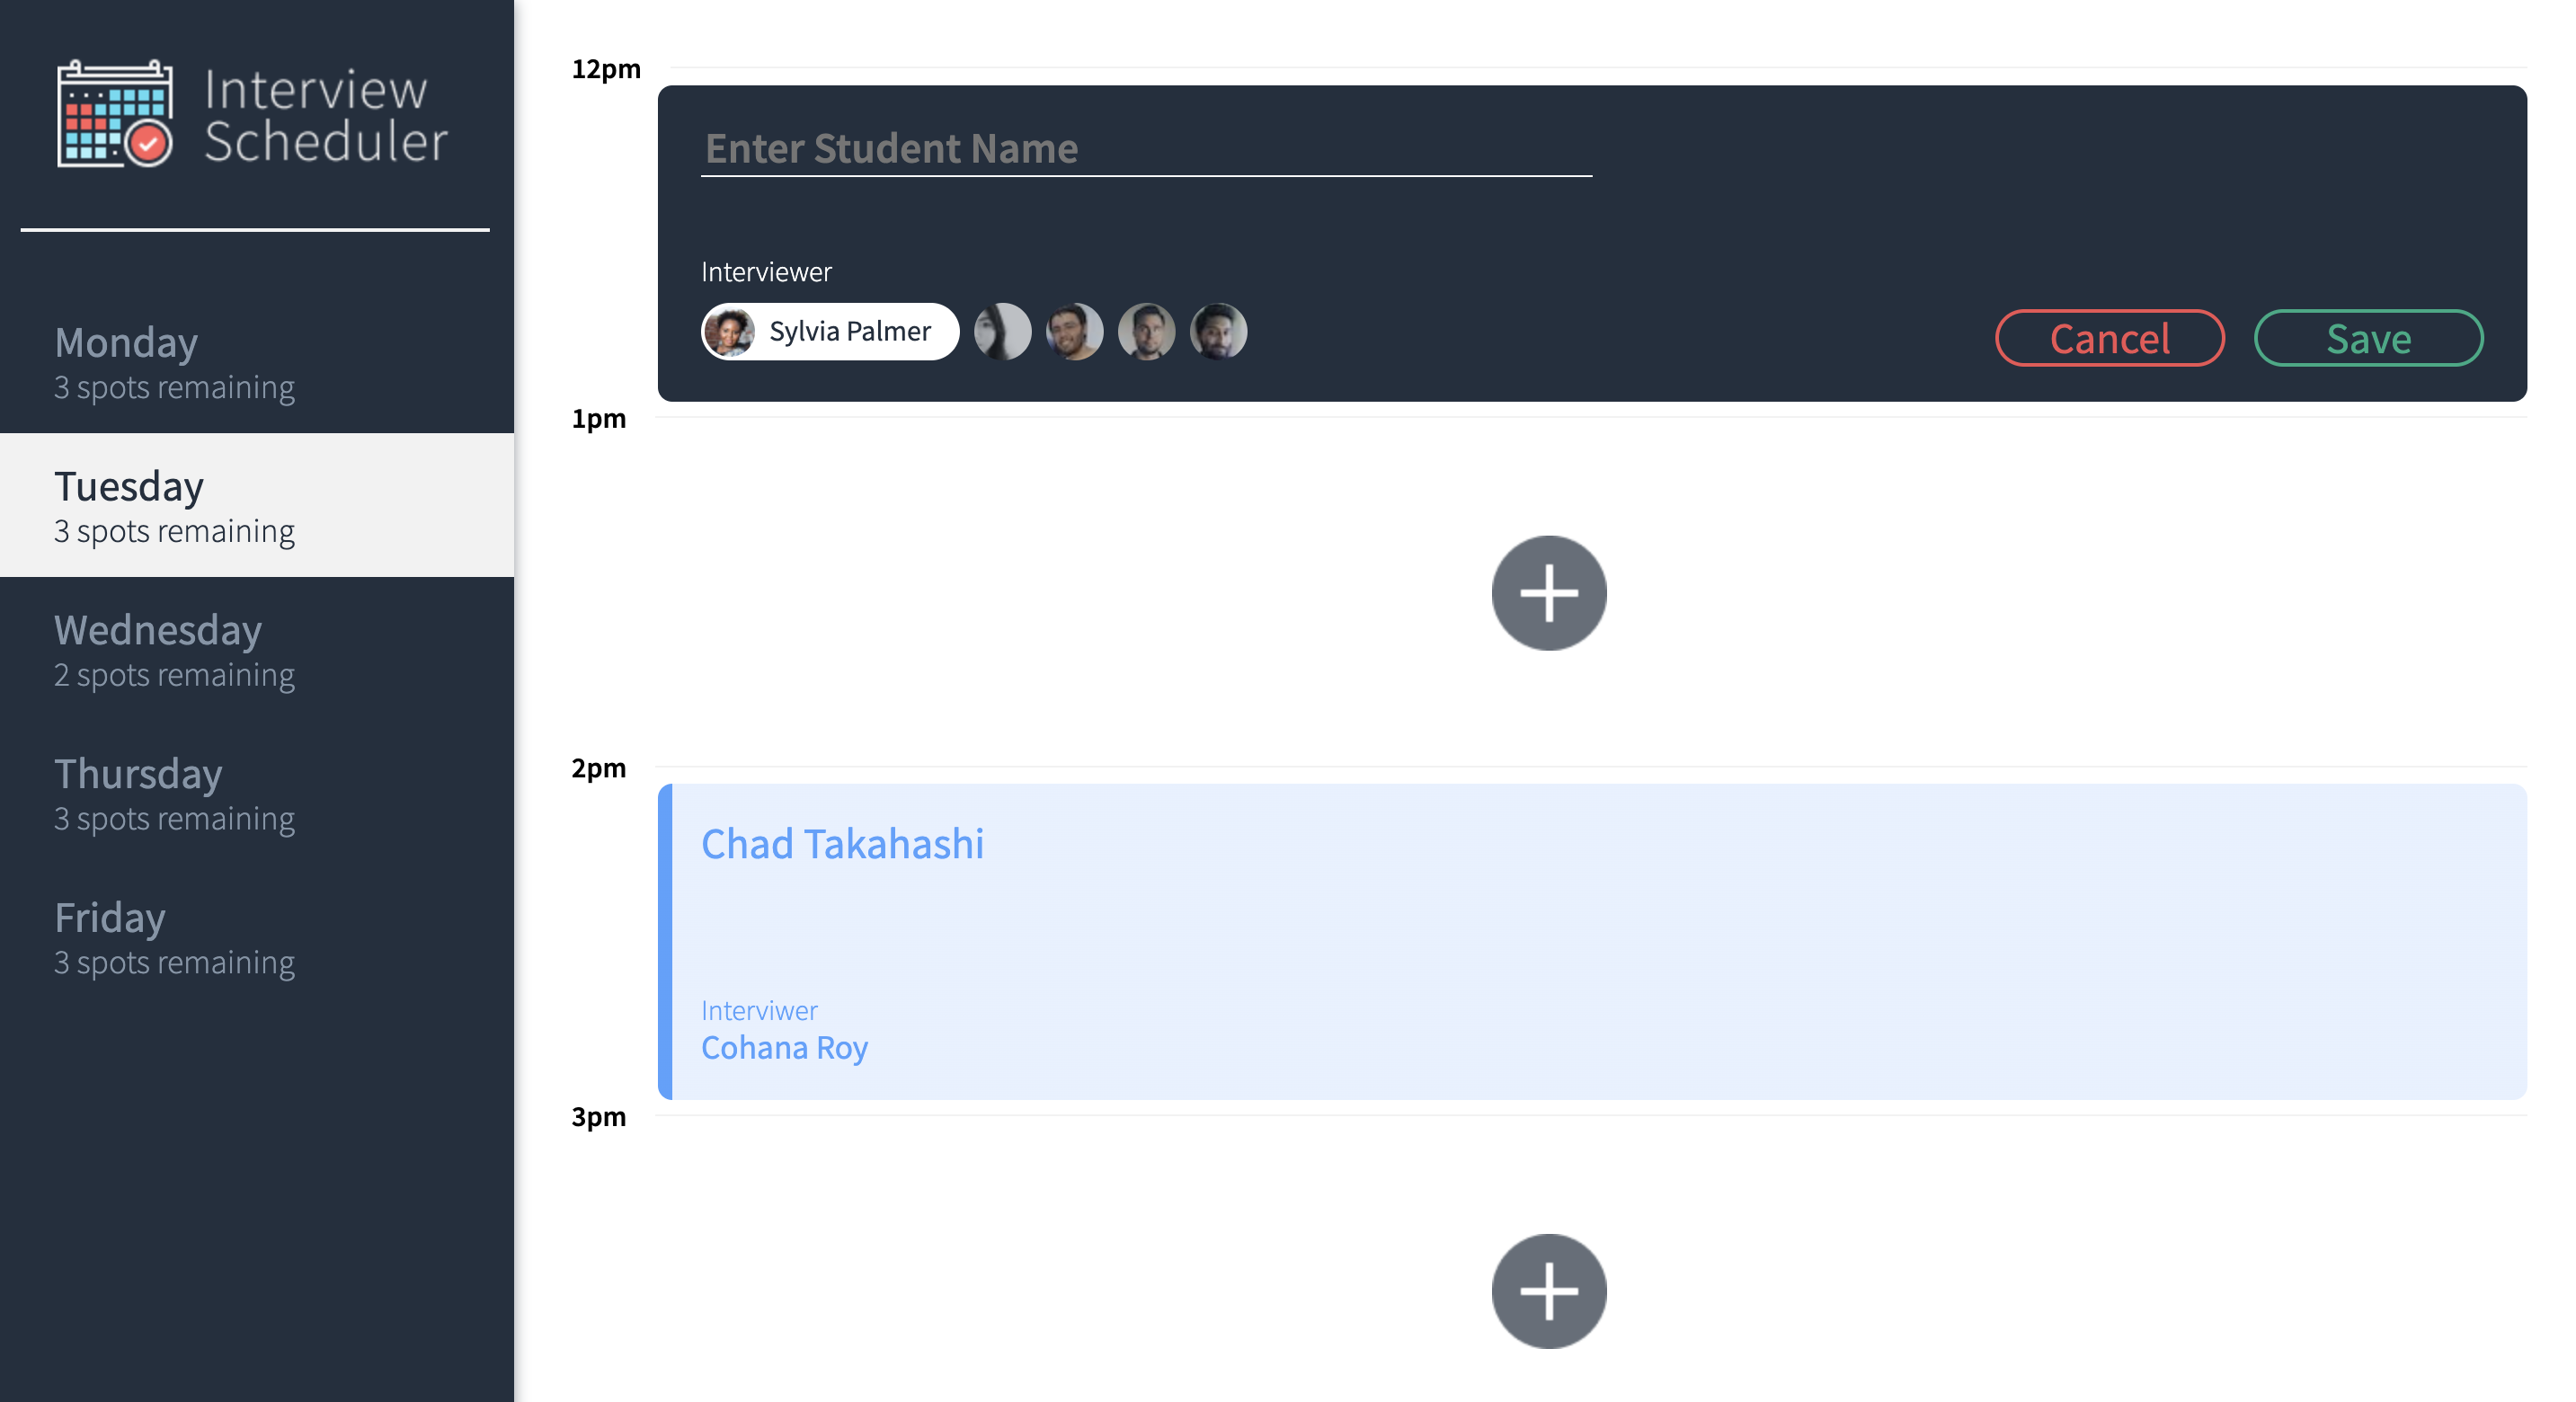 Interview
Scheduler
Monday
3 spots remaining
Tuesday
3 spots remaining
Wednesday
2 spots remaining
Thursday
3 spots remaining
Friday
3 spots remaining
12pm
Enter Student Name
Interviewer
Sylvia Palmer
Cancel
Save
1pm
2pm
Chad Takahashi
Interviwer
Cohana Roy
3pm